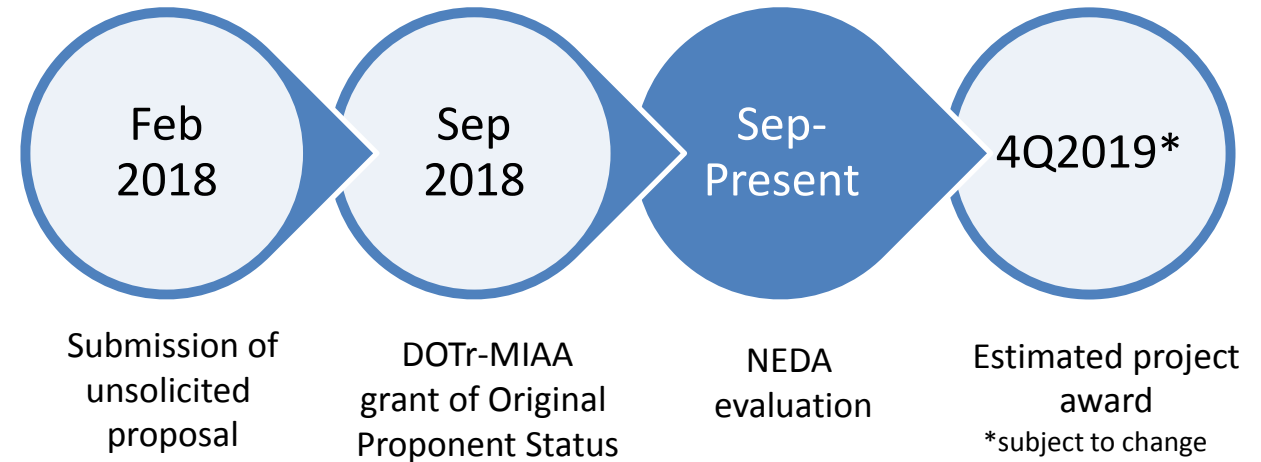 Feb
2018
Sep
2018
Sep-
Present
4Q2019*
Submission of
unsolicited
proposal
DOTr-MIAA
grant of Original
Proponent Status
NEDA
evaluation
Estimated project
award
*subject to change